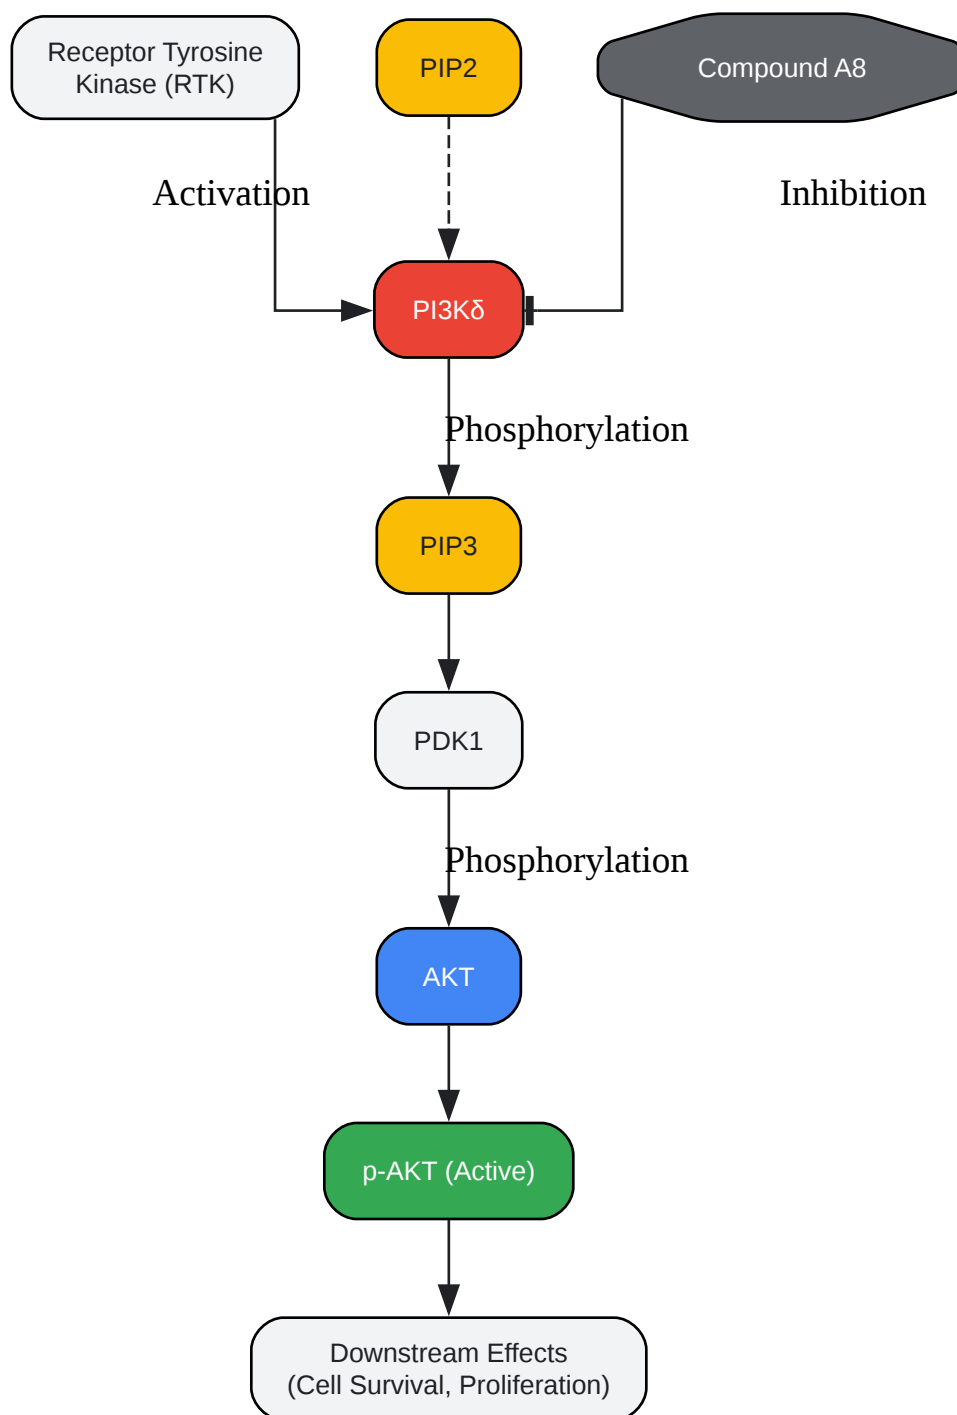 Receptor Tyrosine
Kinase (RTK)
PIP2
Compound A8
Activation
Inhibition
PI3Kδ
Phosphorylation
PIP3
PDK1
Phosphorylation
AKT
p-AKT (Active)
Downstream Effects
(Cell Survival, Proliferation)